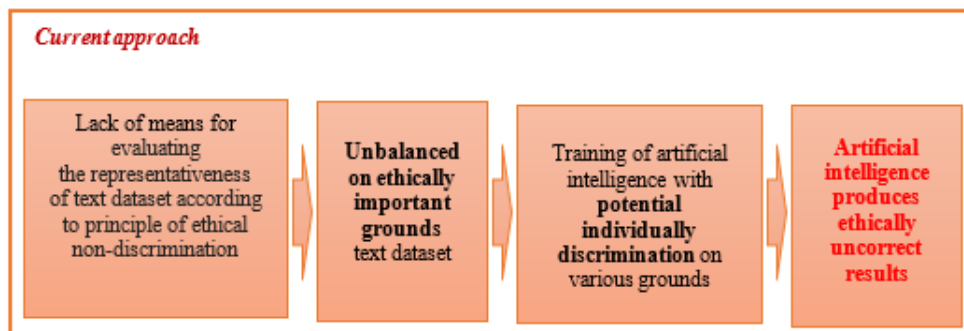 Current approach
Lack of means for
evaluating
the representativeness
of text dataset according
to principle of ethical
non-discrimination
Unbalanced
on ethically
important
grounds
text dataset
Training of artificial
intelligence with
potential
individually
discrimination on
various grounds
Artificial
intelligence
produces
ethically
uncorrect
results